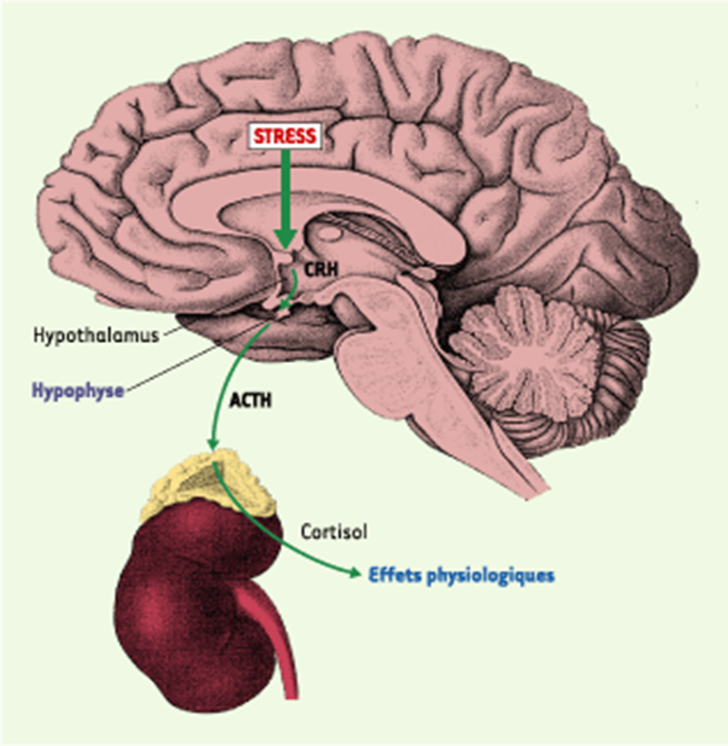 STRESS
CRH
Hypothalamus
Hypophyse
ACTH
Cortisol
Effets physiologiques